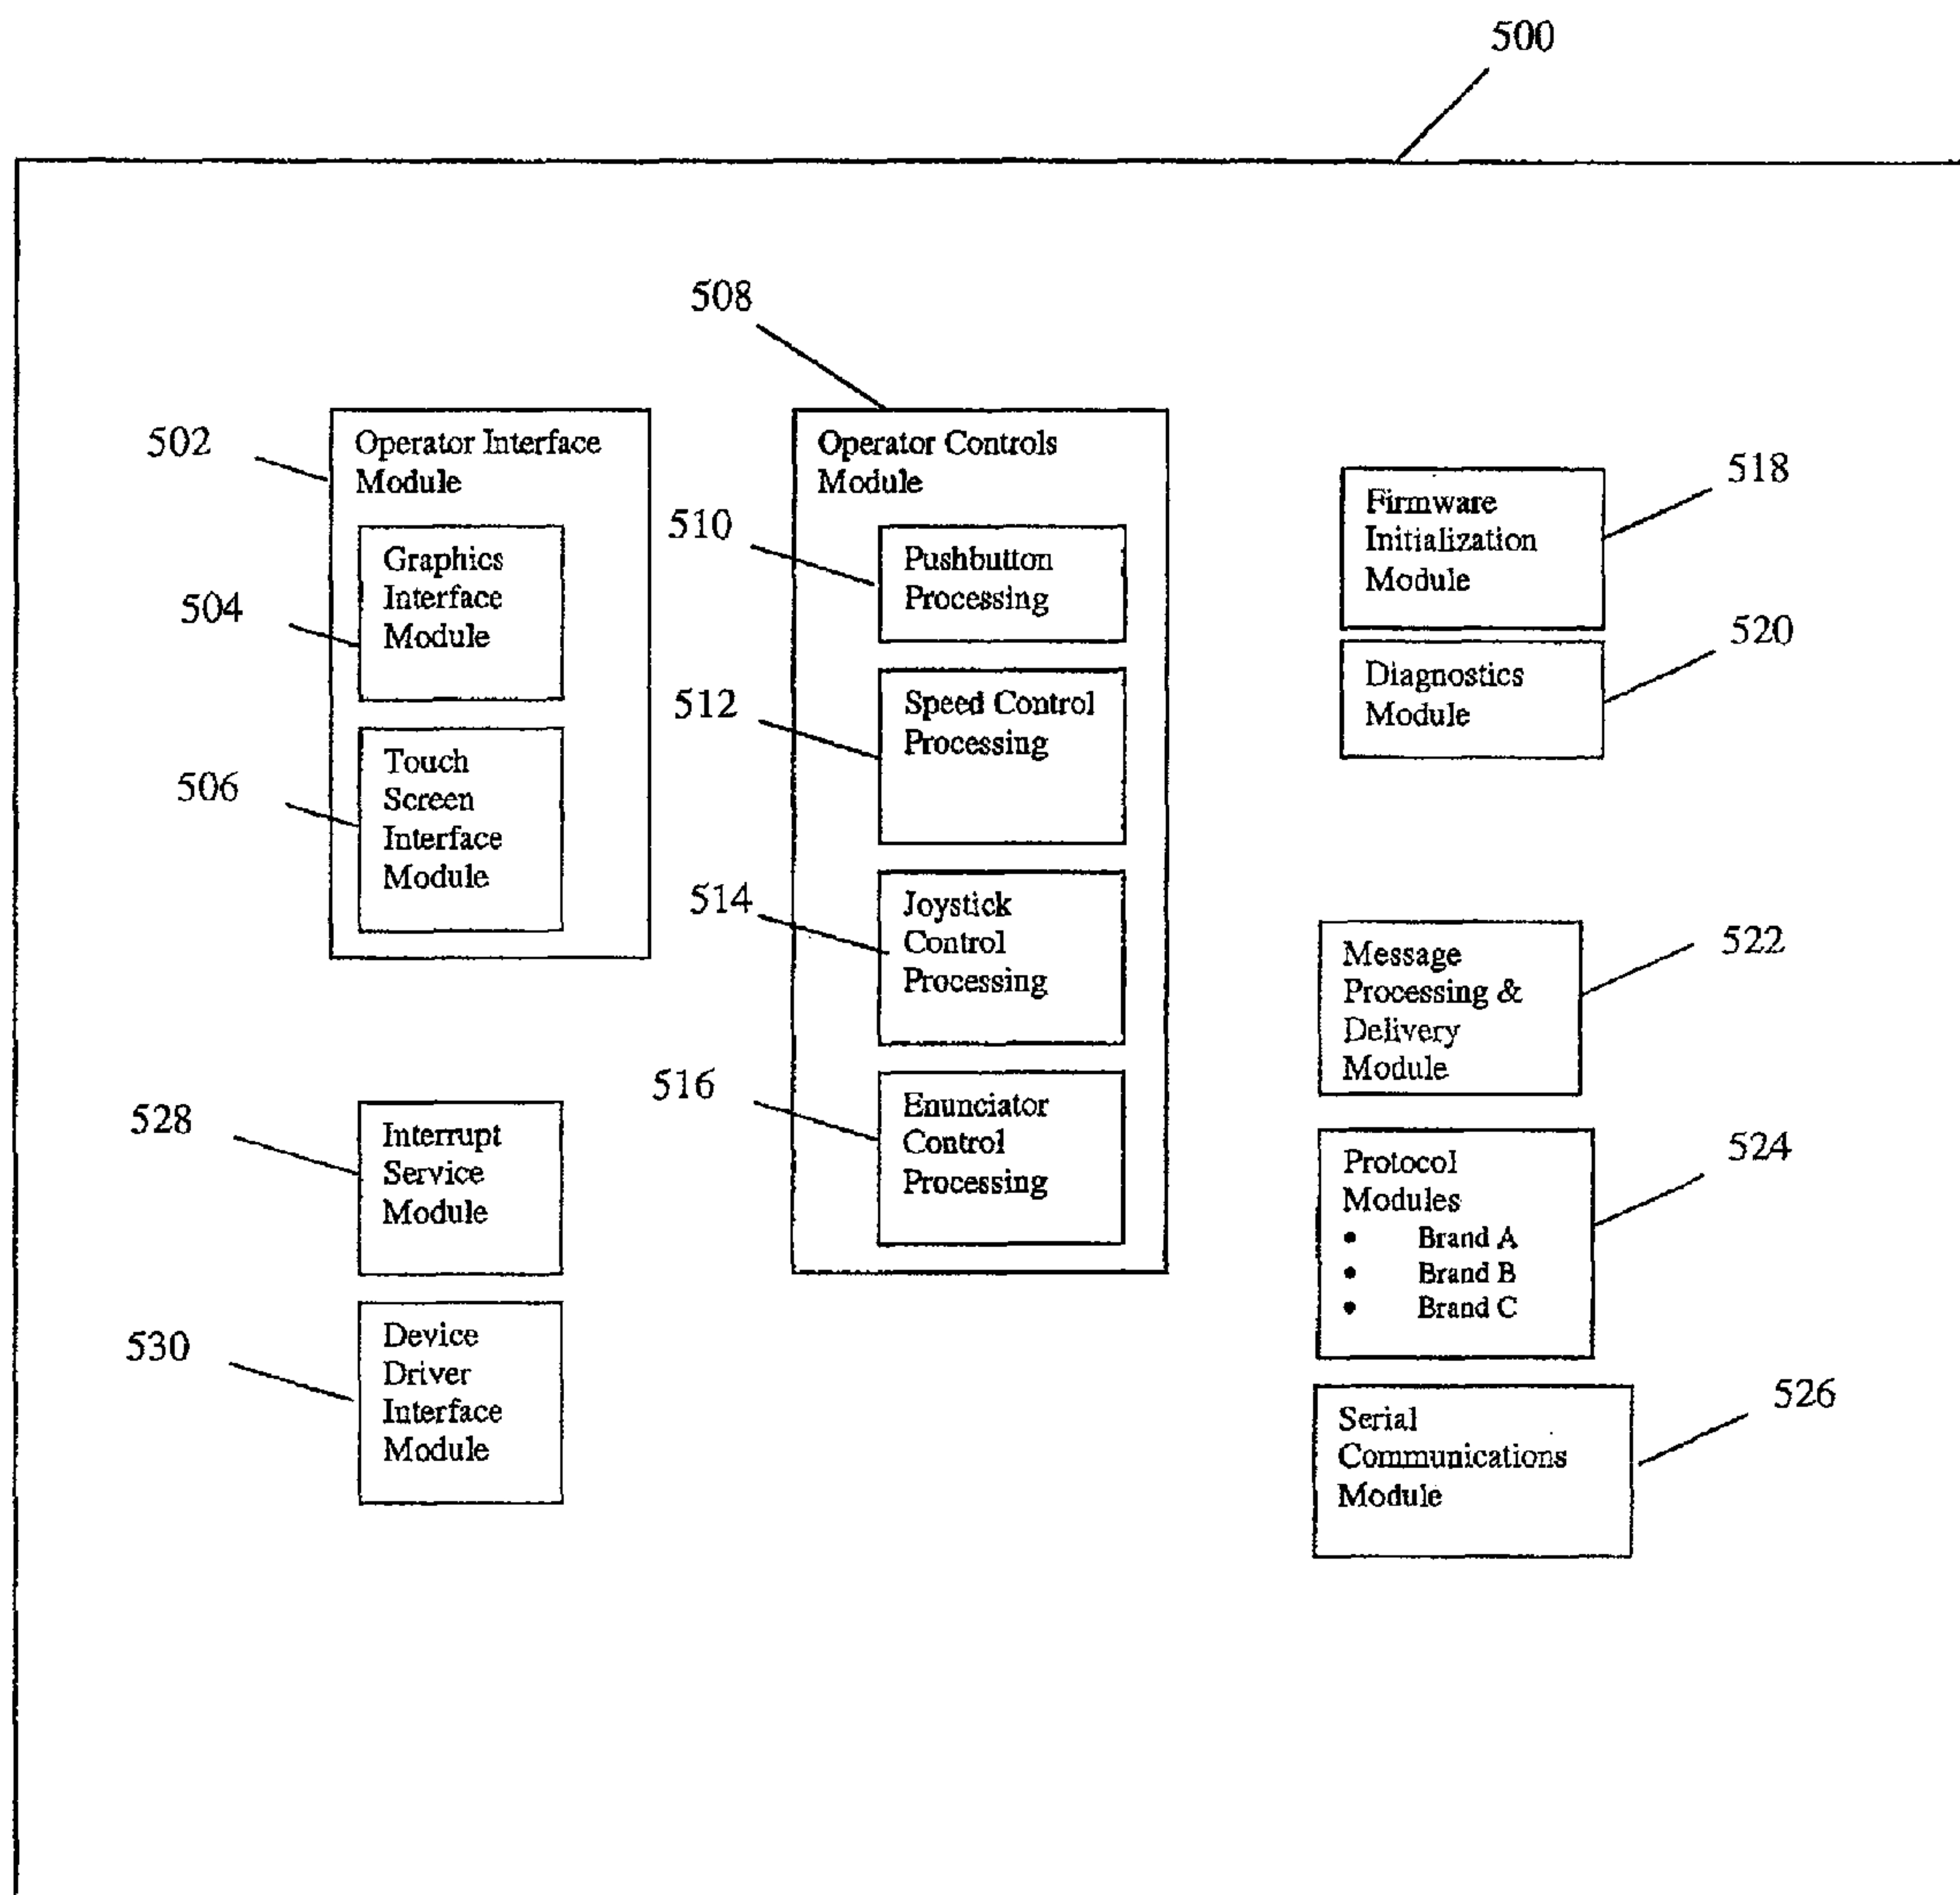 500
508
502
Operator Interface
Module
504
Graphics
Interface
Module
506
Touch
Screen
Interface
Module
Operator Controls
Module
510
Pushbutton
Processing
512
Speed Control
Processing
514
Joystick
Control
Processing
516
Enunciator
Control
Processing
518
Firmware
Initialization
Module
520
Diagnostics
Module
522
Message
Processing &
Delivery
Module
524
Protocol
Modules
• Brand A
• Brand B
• Brand C
526
Serial
Communications
Module
528
Interrupt
Service
Module
530
Device
Driver
Interface
Module